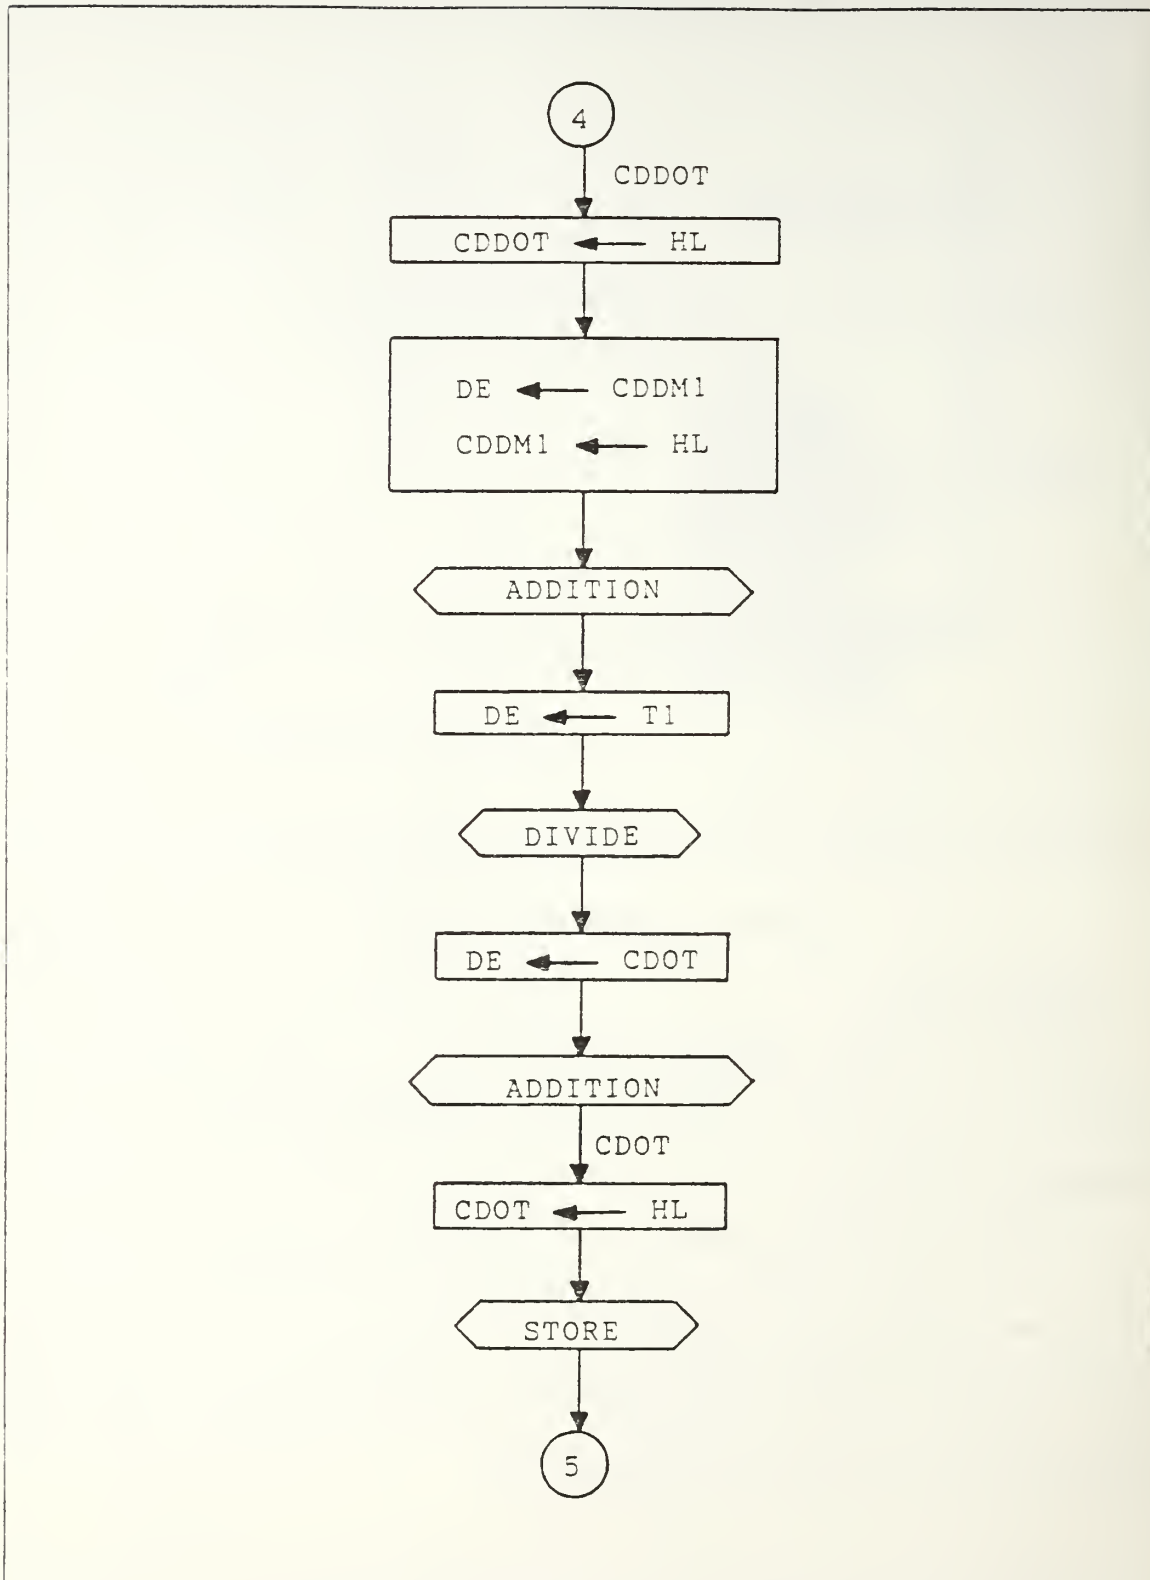 4
CDDOT
CDDOT ← HL
DE ← CDDM1
CDDM1 ← HL
ADDITION
DE ← T1
DIVIDE
DE ← CDOT
ADDITION
CDOT
CDOT ← HL
STORE
5